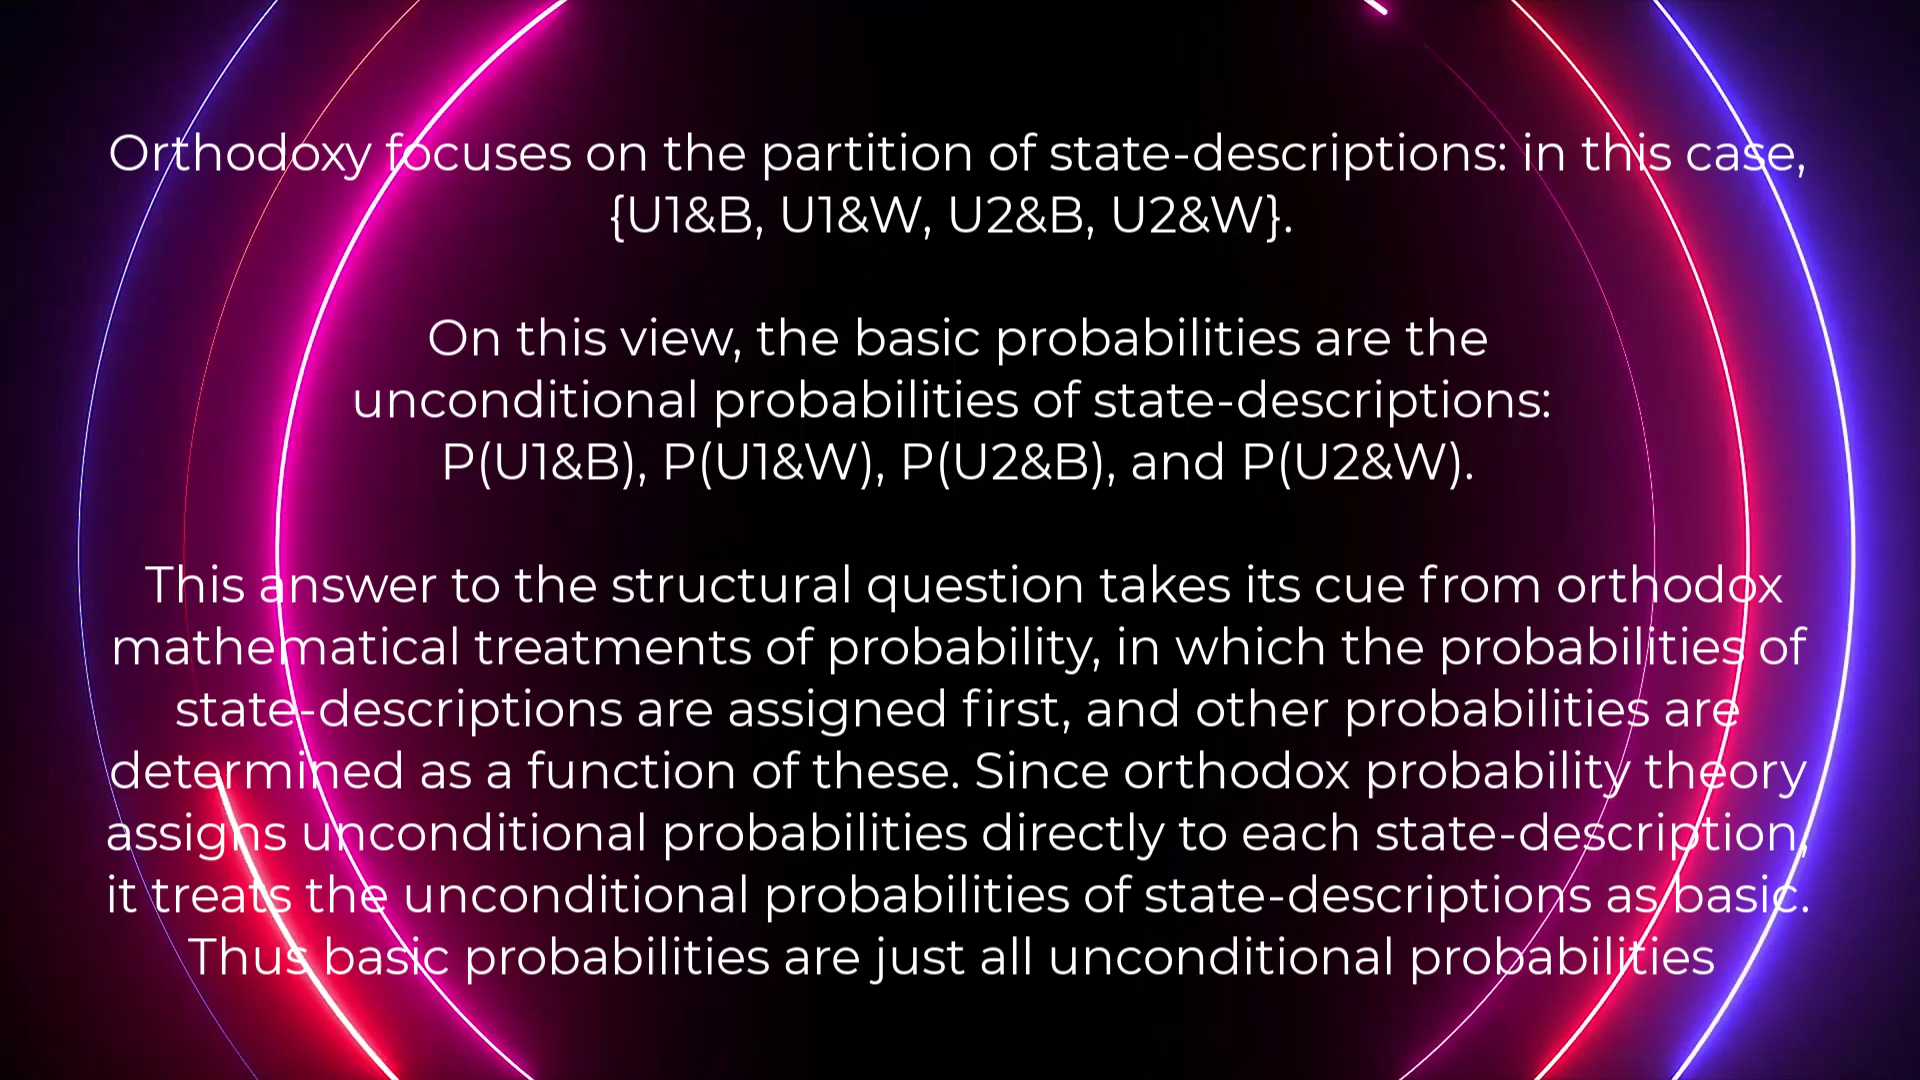 Orthodoxy focuses on the partition of state-descriptions: in this case,
{U1&B, U1&W, U2&B, U2&W}.
On this view, the basic probabilities are the
unconditional probabilities of state-descriptions:
P(U1&B), P(U1&W), P(U2&B), and P(U2&W).
This answer to the structural question takes its cue from orthodox
mathematical treatments of probability, in which the probabilities of
state-descriptions are assigned first, and other probabilities are
determined as a function of these. Since orthodox probability theory
assigns unconditional probabilities directly to each state-description,
it treats the unconditional probabilities of state-descriptions as basic.
Thus basic probabilities are just all unconditional probabilities